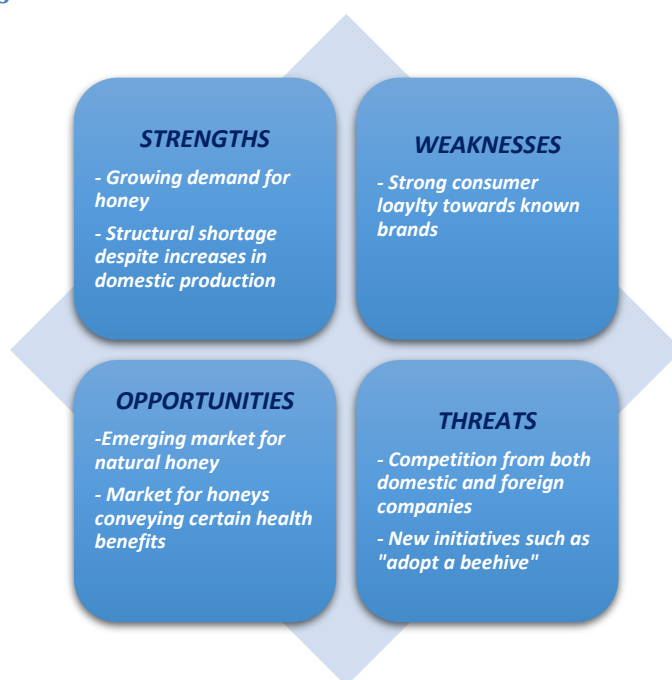 STRENGTHS
- Growing demand for
honey
- Structural shortage
despite increases in
domestic production
WEAKNESSES
- Strong consumer
loaylty towards known
brands
OPPORTUNITIES
-Emerging market for
natural honey
- Market for honeys
conveying certain health
benefits
THREATS
- Competition from both
domestic and foreign
companies
- New initiatives such as
"adopt a beehive"